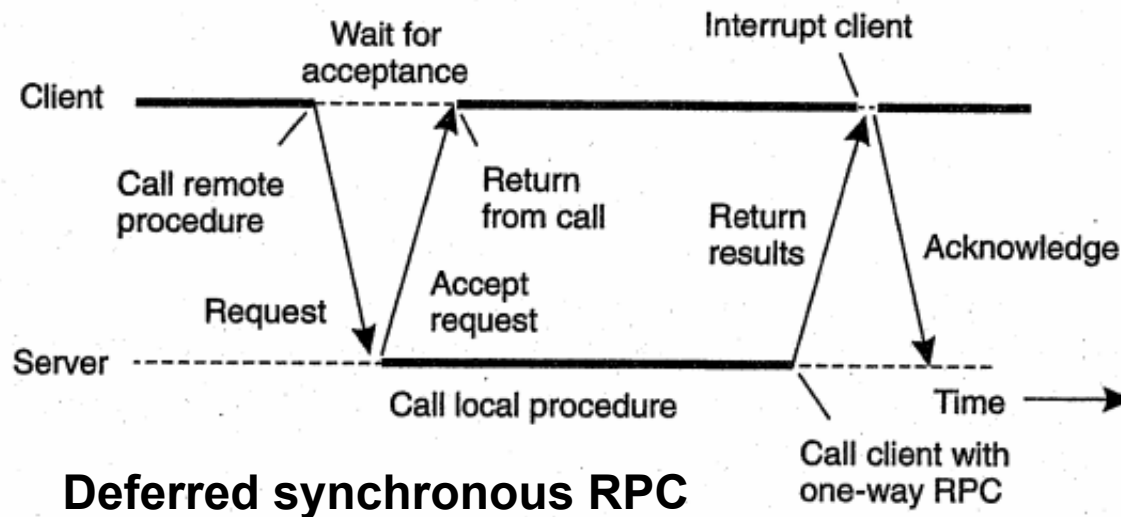 Wait for
acceptance
Interrupt client
Client
Call remote
procedure
Return
from call
Return
results
Acknowledge
Request
Accept
request
Server
Call local procedure
Time
Call client with
one-way RPC
Deferred synchronous RPC